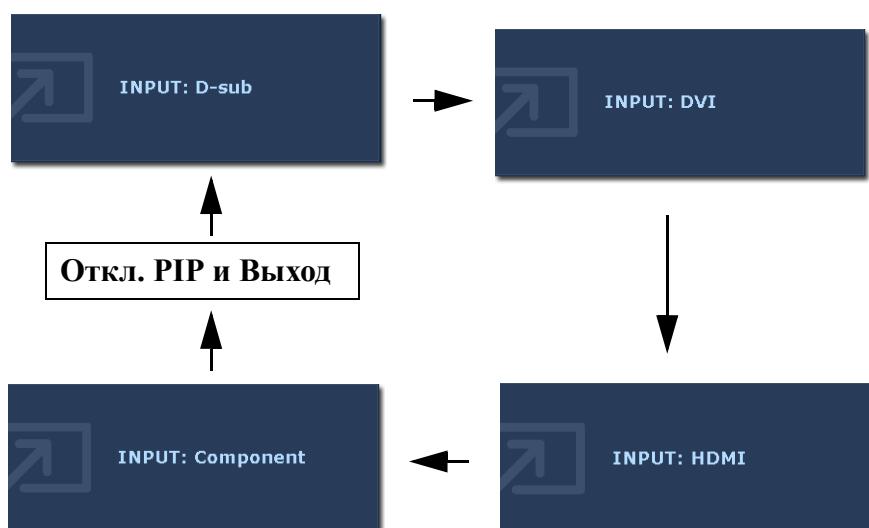 INPUT: D-sub
INPUT: DVI
Откл. PIP и Выход
INPUT: Component
INPUT: HDMI